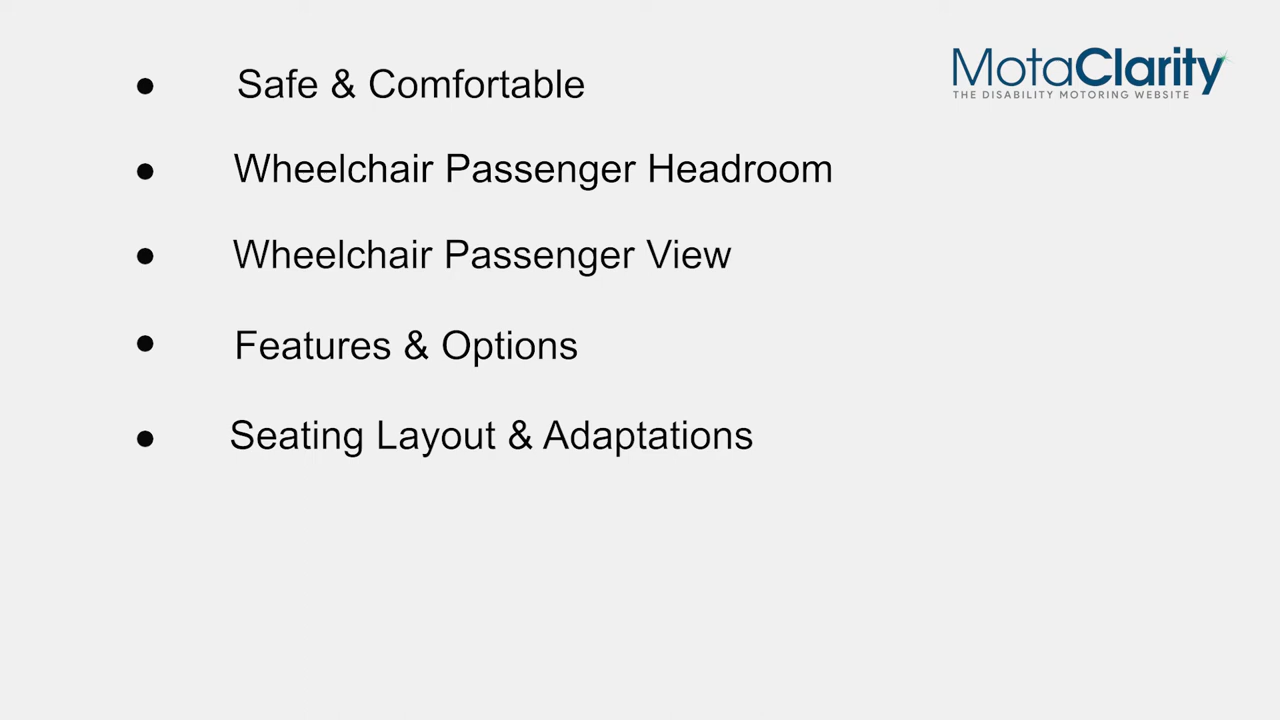 Safe & Comfortable
MotaClarity
THE DISABILITY MOTORING WEBSITE
Wheelchair Passenger Headroom
Wheelchair Passenger View
Features & Options
Seating Layout & Adaptations